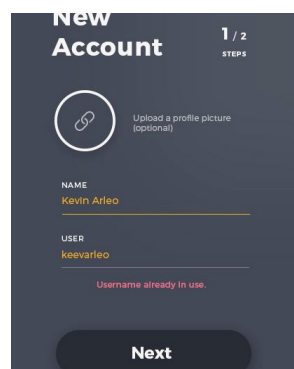 New
Account
1 / 2
STEPS
Upload a profile picture
(optional)
NAME
Kevin Arleo
USER
keevarleo
Username already in use.
Next